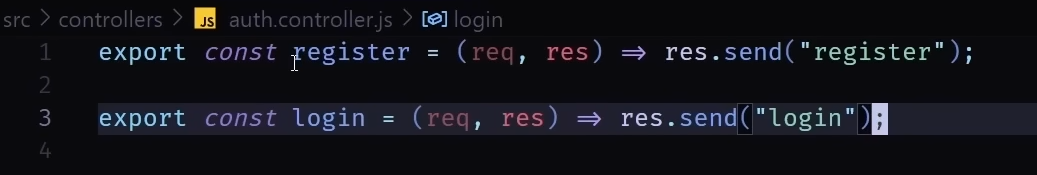 src > controllers > JS auth.controller.js > login
1 export const register = (req, res) => res.send("register");
2
3 export const login = (req, res) => res.send("login");
4